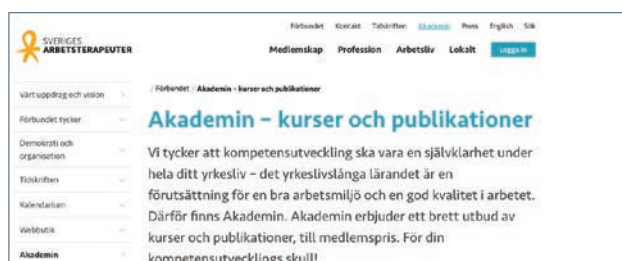 Förbundet Kontakt Tidskriften Akademin Press English Sök
SVERIGES
ARBETSTERAPEUTER
Medlemskap Profession Arbetsliv Lokalt Logga in
/ Förbundet / Akademin – kurser och publikationer
Vårt uppdrag och vision
Förbundet tycker
Demokrati och
organisation
Tidskriften
Kalendarium
Webbutik
Akademin
Akademin – kurser och publikationer
Vi tycker att kompetensutveckling ska vara en självklarhet under
hela ditt yrkesliv – det yrkeslivslånga lärandet är en
förutsättning för en bra arbetsmiljö och en god kvalitet i arbetet.
Därför finns Akademin. Akademin erbjuder ett brett utbud av
kurser och publikationer, till medlemspris. För din
kompetensutvecklings skull!